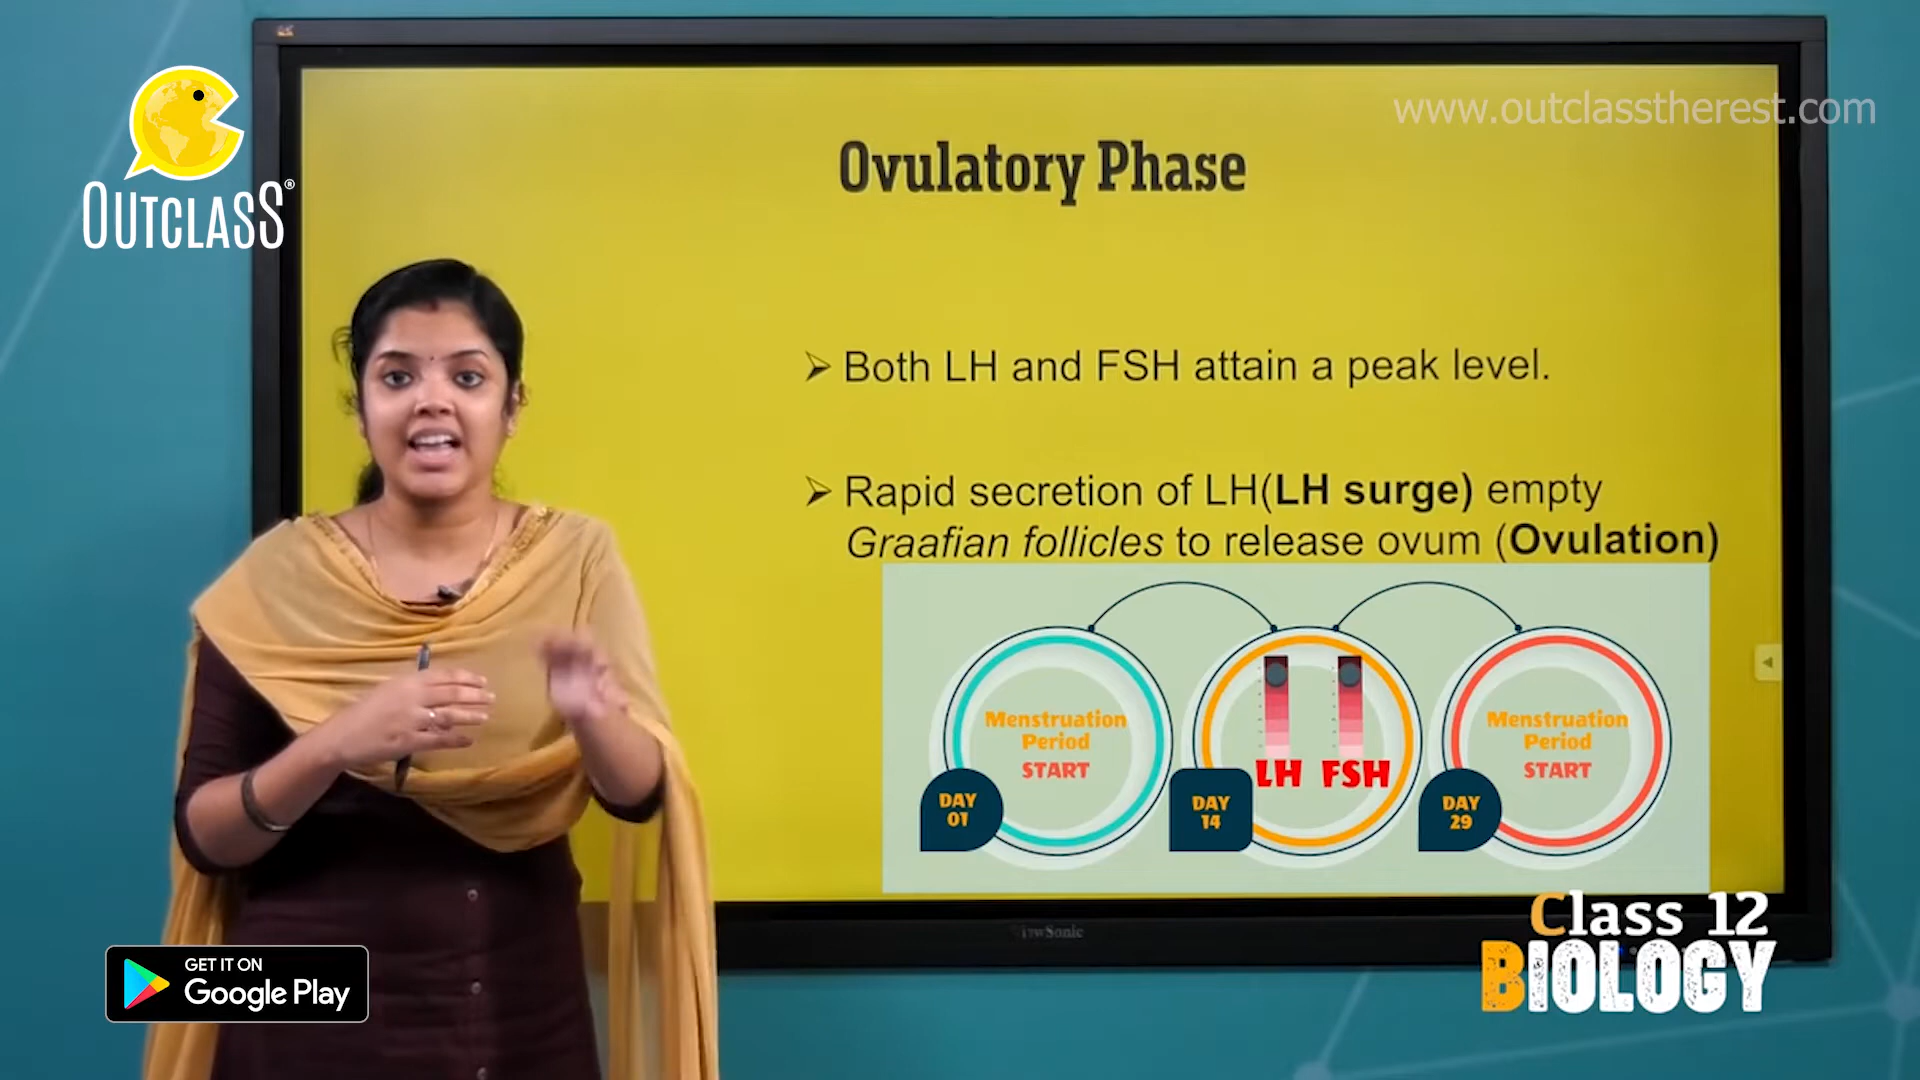 OUTCLASS®
www.outclasstherest.com
Ovulatory Phase
➢ Both LH and FSH attain a peak level.
➢ Rapid secretion of LH(LH surge) empty
Graafian follicles to release ovum (Ovulation)
Menstruation
Period
START
DAY
01
LH FSH
DAY
14
Menstruation
Period
START
DAY
29
ViewSonic
GET IT ON
Google Play
Class 12
BIOLOGY